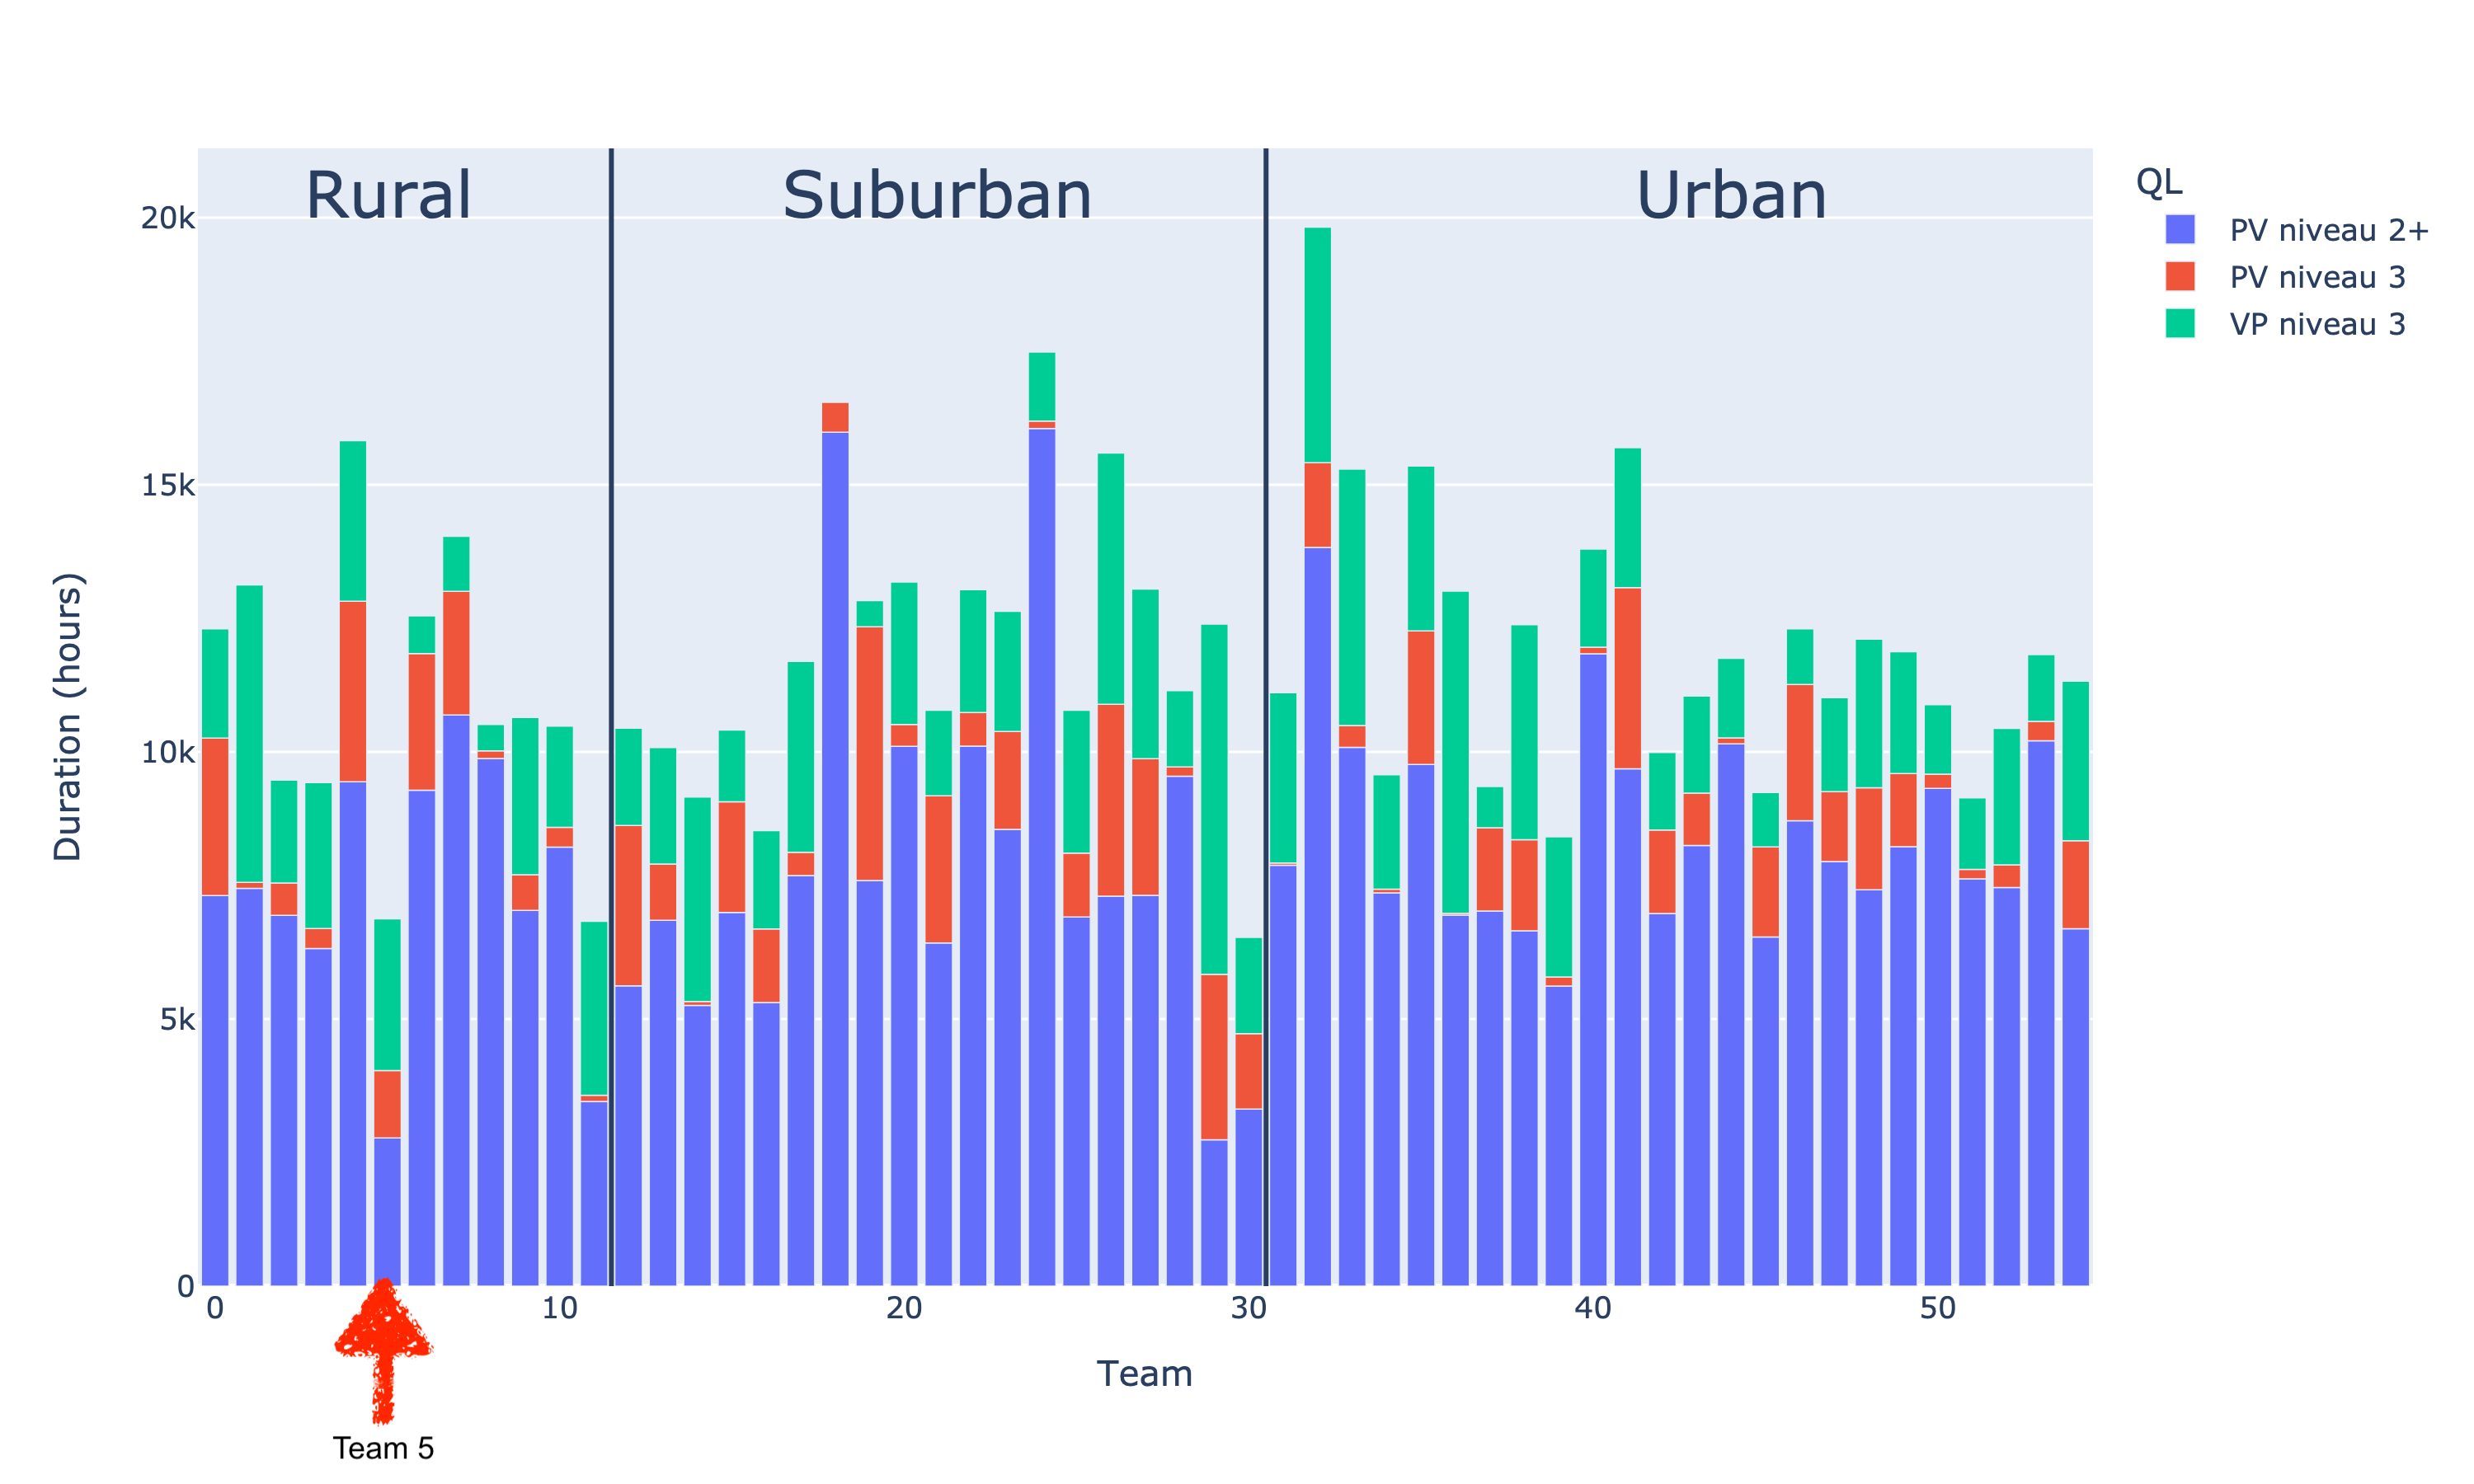 Rural
Suburban
Urban
QL
PV niveau 2+
PV niveau 3
VP niveau 3
20k
15k
10k
5k
0
Duration (hours)
0 10 20 30 40 50
Team
Team 5